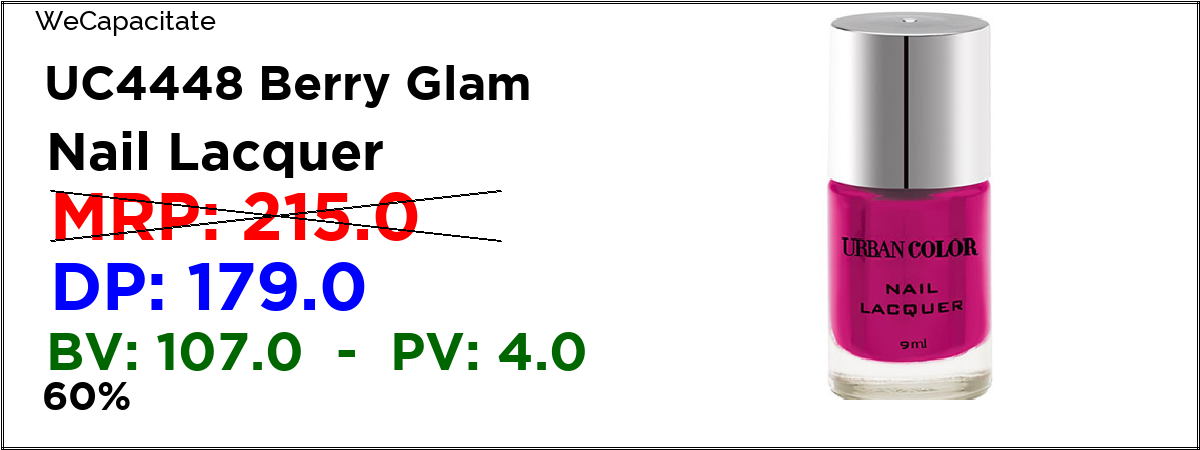 WeCapacitate
UC4448 Berry Glam
Nail Lacquer
MRP: 215.0
DP: 179.0
BV: 107.0 - PV: 4.0
60%
URBAN COLOR
NAIL
LACQUER
9ml